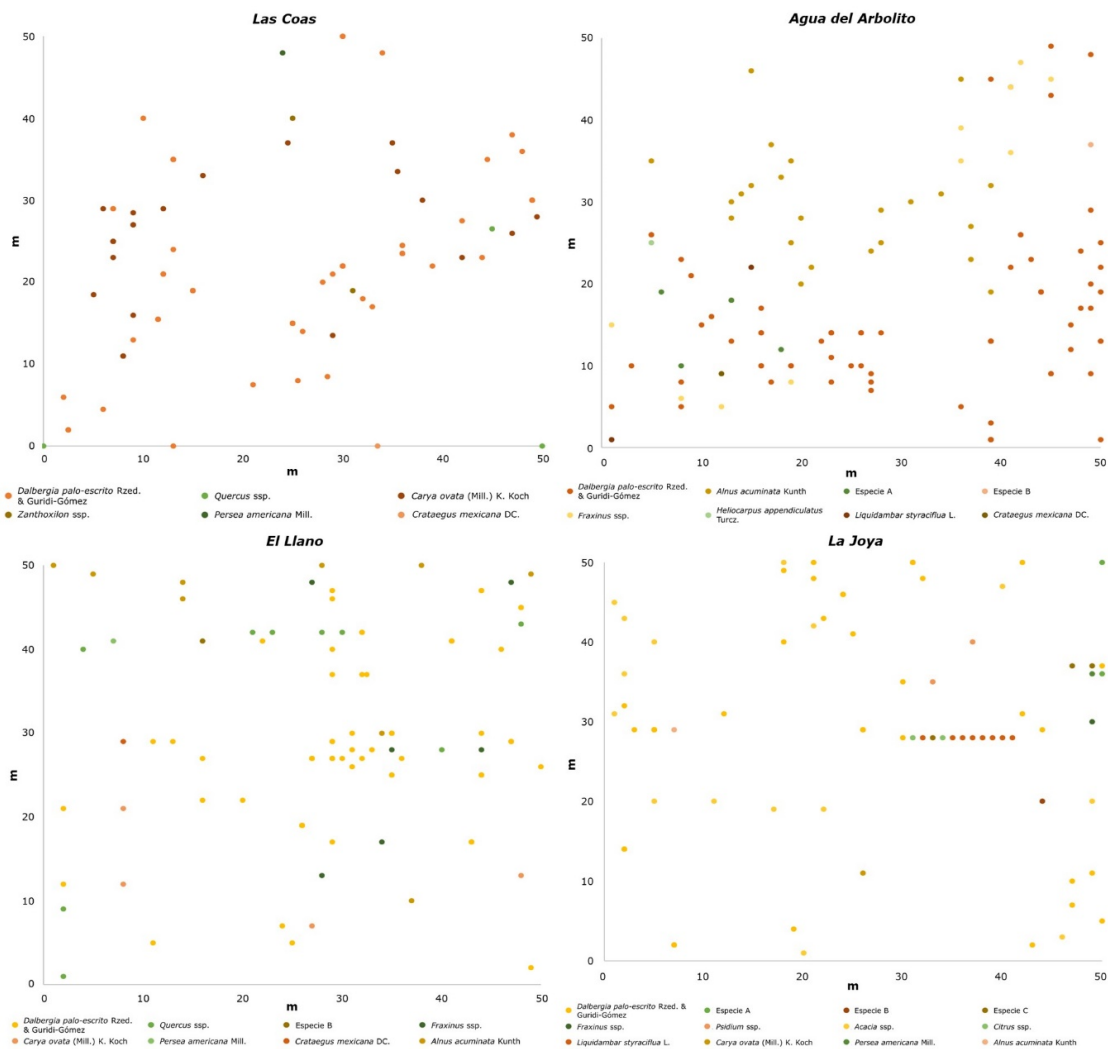 Las Coas
50
40
30
m
20
10
0
0 10 20 30 40 50
m
Dalbergia palo-escrito Rzed.
& Guridi-Gómez
Quercus ssp.
Carya ovata (Mill.) K. Koch
Zanthoxilon ssp.
Persea americana Mill.
Crataegus mexicana DC.
Agua del Arbolito
50
40
30
m
20
10
0
0 10 20 30 40 50
m
Dalbergia palo-escrito Rzed.
& Guridi-Gómez
Alnus acuminata Kunth
Especie A
Especie B
Fraxinus ssp.
Heliocarpus appendiculatus
Turcz.
Liquidambar styraciflua L.
Crataegus mexicana DC.
El Llano
50
40
30
m
20
10
0
0 10 20 30 40 50
m
Dalbergia palo-escrito Rzed.
& Guridi-Gómez
Quercus ssp.
Especie B
Fraxinus ssp.
Carya ovata (Mill.) K. Koch
Persea americana Mill.
Crataegus mexicana DC.
Alnus acuminata Kunth
La Joya
50
40
30
m
20
10
0
0 10 20 30 40 50
m
Dalbergia palo-escrito Rzed. &
Guridi-Gómez
Especie A
Especie B
Especie C
Fraxinus ssp.
Psidium ssp.
Acacia ssp.
Citrus ssp.
Liquidambar styraciflua L.
Carya ovata (Mill.) K. Koch
Persea americana Mill.
Alnus acuminata Kunth